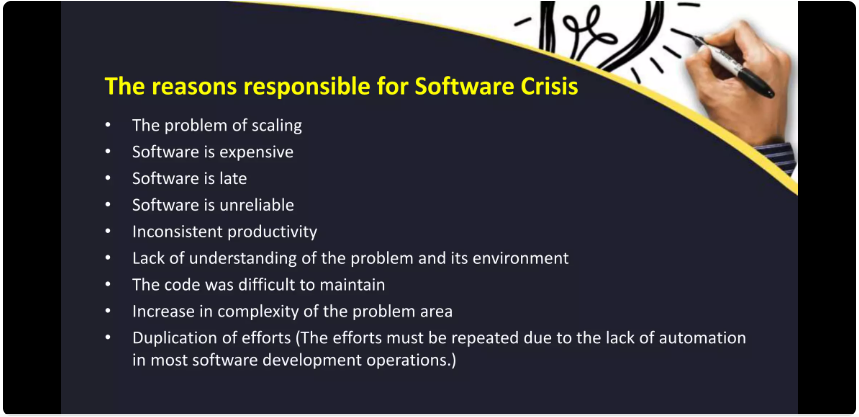 The reasons responsible for Software Crisis
• The problem of scaling
• Software is expensive
• Software is late
• Software is unreliable
• Inconsistent productivity
• Lack of understanding of the problem and its environment
• The code was difficult to maintain
• Increase in complexity of the problem area
• Duplication of efforts (The efforts must be repeated due to the lack of automation
in most software development operations.)